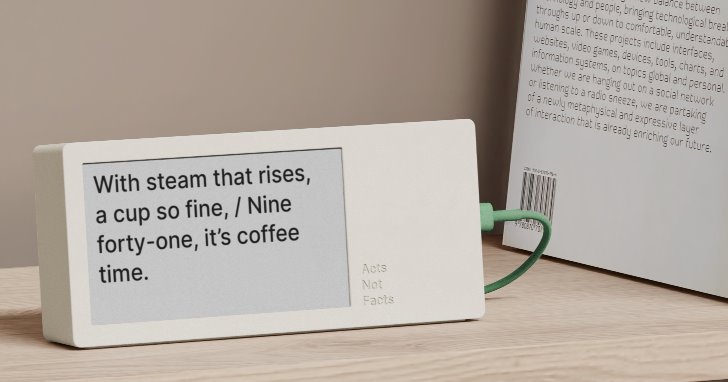 With steam that rises,
a cup so fine, / Nine
forty-one, it's coffee
time.
Acts
Not
Facts
balance between
and people, bringing technological
throughs up or down to comfortable,
human scale. These projects include interfaces,
websites, video games, devices, tools, charts, and
information systems, on topics global and personal.
Whether we are hanging out on a social network
or listening to a radio sneeze, we are partaking
of a newly metaphysical and expressive layer
of interaction that is already enriching our future.